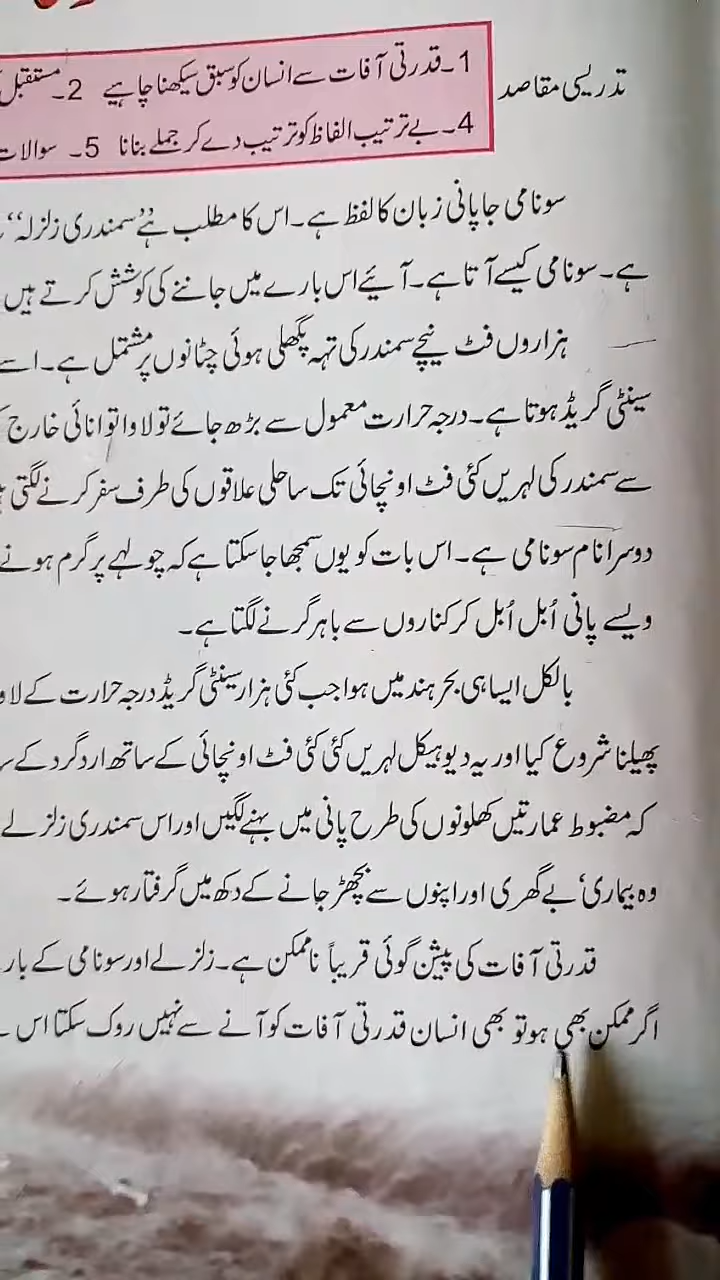 تدریسی مقاصد
1۔ قدرتی آفات سے انسان کو سبق سیکھنا چاہیے 2۔ مستقبل
4۔ بے ترتیب الفاظ کو ترتیب دے کر جملے بنانا 5۔ سوالات
سونامی جاپانی زبان کا لفظ ہے۔ اس کا مطلب ہے ’’سمندری زلزلہ‘‘
ہے۔ سونامی کیسے آتا ہے۔ آئیے اس بارے میں جاننے کی کوشش کرتے ہیں
ہزاروں فٹ نیچے سمندر کی تہہ پگھلی ہوئی چٹانوں پر مشتمل ہے۔ اسے
سینٹی گریڈ ہوتا ہے۔ درجہ حرارت معمول سے بڑھ جائے تو لاوا توانائی خارج
سے سمندر کی لہریں کئی فٹ اونچائی تک ساحلی علاقوں کی طرف سفر کرنے لگتی
دوسرا نام سونامی ہے۔ اس بات کو یوں سمجھا جا سکتا ہے کہ چولہے پر گرم ہونے
ویسے پانی اُبل اُبل کر کناروں سے باہر گرنے لگتا ہے۔
بالکل ایسا ہی بحر ہند میں ہوا جب کئی ہزار سینٹی گریڈ درجہ حرارت کے
پھیلنا شروع کیا اور یہ دیوہیکل لہریں کئی کئی فٹ اونچائی کے ساتھ اردگرد کے
کہ مضبوط عمارتیں کھلونوں کی طرح پانی میں بہنے لگیں اور اس سمندری زلزلے
وہ بیماری، بے گھری اور اپنوں سے بچھڑ جانے کے دکھ میں گرفتار ہوئے۔
قدرتی آفات کی پیشن گوئی قریباً ناممکن ہے۔ زلزلے اور سونامی کے
اگر ممکن بھی ہو تو بھی انسان قدرتی آفات کو آنے سے نہیں روک سکتا اس